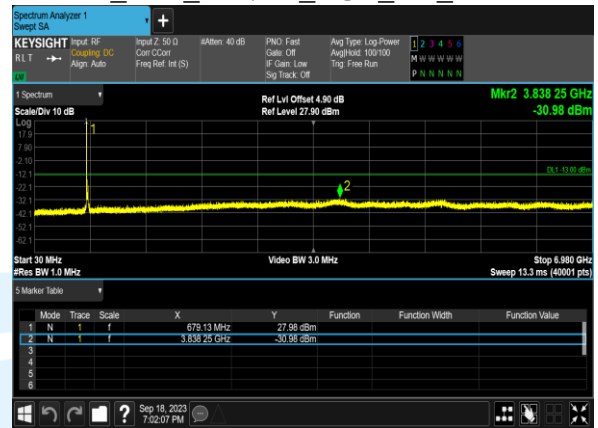 Spectrum Analyzer 1
Swept SA
+
KEYSIGHT Input: RF Input Z: 50 Ω #Atten: 40 dB PNO: Fast Avg Type: Log-Power 1 2 3 4 5 6
RLT Coupling: DC Corr CCorr Gate: Off Avg|Hold: 100/100 M W W W W W
Align: Auto Freq Ref: Int (S) IF Gain: Low Trig: Free Run
Sig Track: Off P N N N N N
1 Spectrum Mkr2 3.838 25 GHz
Ref Lvl Offset 4.90 dB
Scale/Div 10 dB Ref Level 27.90 dBm -30.98 dBm
Log
17.9 1
7.90
-2.10
-12.1 DL1 -13.00 dBm
-22.1 2
-32.1
-42.1
-52.1
-62.1
Start 30 MHz Video BW 3.0 MHz Stop 6.980 GHz
#Res BW 1.0 MHz Sweep 13.3 ms (40001 pts)
5 Marker Table
Mode Trace Scale X Y Function Function Width Function Value
1 N 1 f 679.13 MHz 27.98 dBm
2 N 1 f 3.838 25 GHz -30.98 dBm
3
4
5
6
? Sep 18, 2023
7:02:07 PM